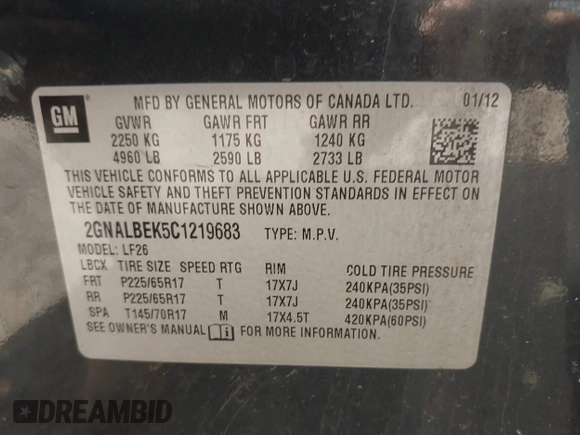 GM
MFD BY GENERAL MOTORS OF CANADA LTD. 01/12
GVWR GAWR FRT GAWR RR
2250 KG 1175 KG 1240 KG
4960 LB 2590 LB 2733 LB
THIS VEHICLE CONFORMS TO ALL APPLICABLE U.S. FEDERAL MOTOR
VEHICLE SAFETY AND THEFT PREVENTION STANDARDS IN EFFECT ON
THE DATE OF MANUFACTURE SHOWN ABOVE.
2GNALBEK5C1219683 TYPE: M.P.V.
MODEL: LF26
LBCX TIRE SIZE SPEED RTG RIM COLD TIRE PRESSURE
FRT P225/65R17 T 17X7J 240KPA(35PSI)
RR P225/65R17 T 17X7J 240KPA(35PSI)
SPA T145/70R17 M 17X4.5T 420KPA(60PSI)
SEE OWNER'S MANUAL FOR MORE INFORMATION.
DREAMBID